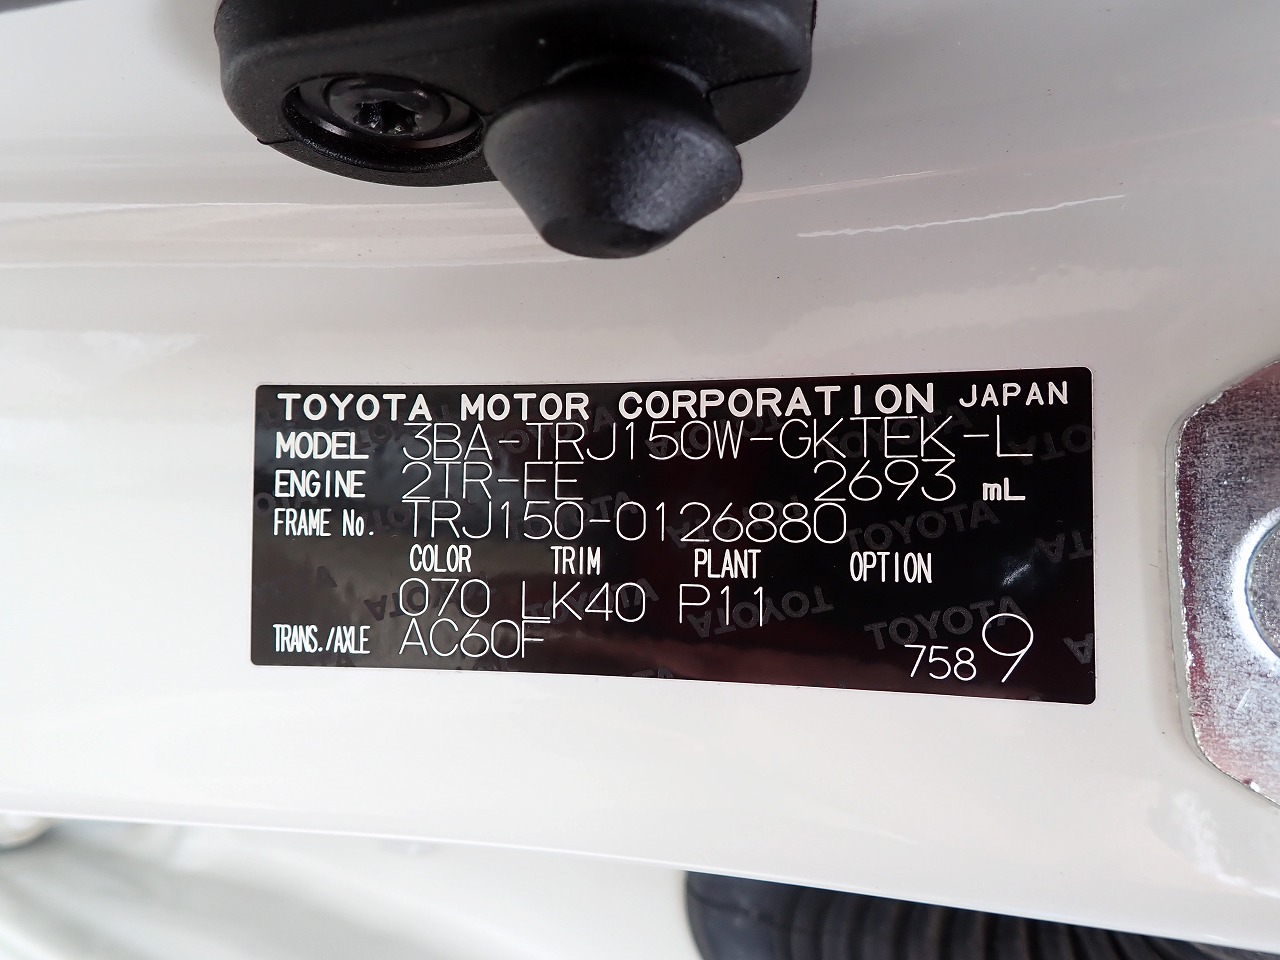 TOYOTA MOTOR CORPORATION JAPAN
MODEL 3BA-TRJ150W-GKTEK-L
ENGINE 2TR-FE 2693 mL
FRAME No. TRJ150-0126880
COLOR TRIM PLANT OPTION
070 LK40 P11
TRANS./AXLE AC60F
7589